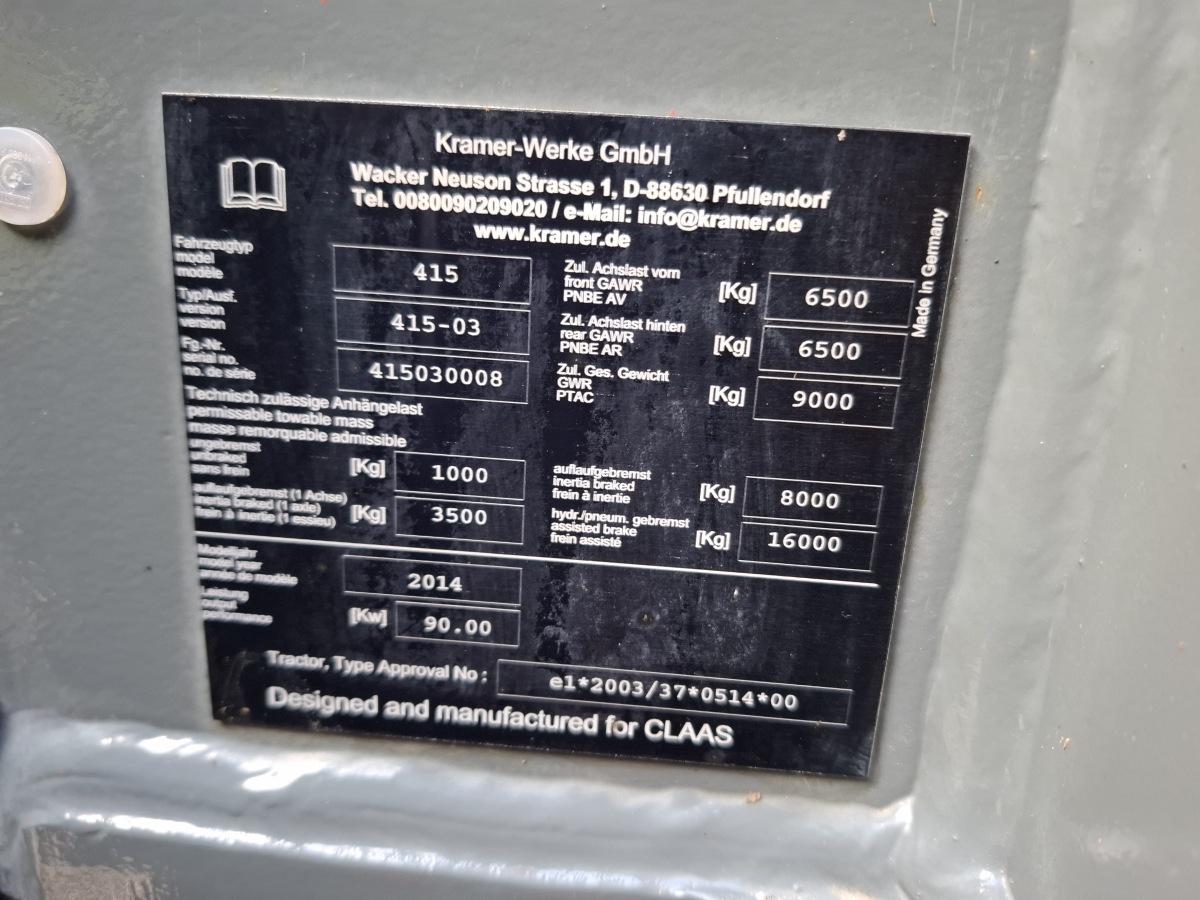 Kramer-Werke GmbH
Wacker Neuson Strasse 1, D-88630 Pfullendorf
Tel. 0080090209020 / e-Mail: info@kramer.de
www.kramer.de
Made in Germany
Fahrzeugtyp
model
modèle
415
Typ/Ausf.
version
version
415-03
Fg.-Nr.
serial no.
no. de série
415030008
Zul. Achslast vorn
front GAWR
PNBE AV
[Kg]
6500
Zul. Achslast hinten
rear GAWR
PNBE AR
[Kg]
6500
Zul. Ges. Gewicht
GWR
PTAC
[Kg]
9000
Technisch zulässige Anhängelast
permissable towable mass
masse remorquable admissible
ungebremst
unbraked
sans frein
[Kg]
1000
auflaufgebremst (1 Achse)
inertia braked (1 axle)
frein à inertie (1 essieu)
[Kg]
3500
auflaufgebremst
inertia braked
frein à inertie
[Kg]
8000
hydr./pneum. gebremst
assisted brake
frein assisté
[Kg]
16000
Modelljahr
model year
année de modèle
2014
Leistung
output
performance
[Kw]
90.00
Tractor, Type Approval No :
e1*2003/37*0514*00
Designed and manufactured for CLAAS